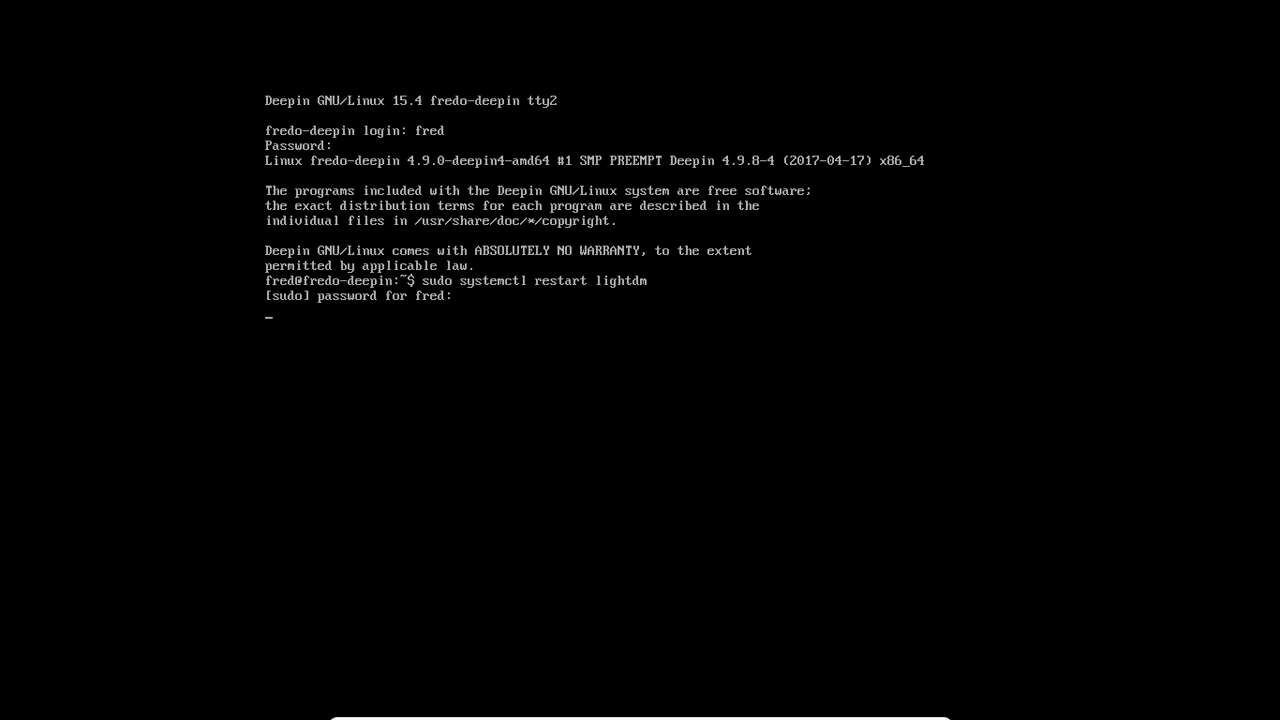 Deepin GNU/Linux 15.4 fredo-deepin tty2
fredo-deepin login: fred
Password:
Linux fredo-deepin 4.9.0-deepin4-amd64 #1 SMP PREEMPT Deepin 4.9.8-4 (2017-04-17) x86_64
The programs included with the Deepin GNU/Linux system are free software;
the exact distribution terms for each program are described in the
individual files in /usr/share/doc/*/copyright.
Deepin GNU/Linux comes with ABSOLUTELY NO WARRANTY, to the extent
permitted by applicable law.
fred@fredo-deepin:~$ sudo systemctl restart lightdm
[sudo] password for fred: